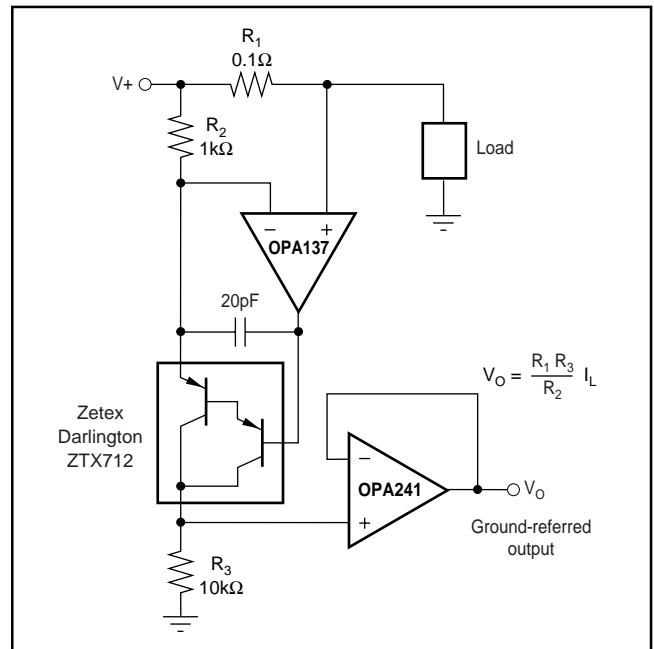 R1
0.1Ω
V+
R2
1kΩ
Load
− +
OPA137
20pF
VO = R1 R3 / R2 IL
Zetex
Darlington
ZTX712
−
OPA241
+
VO
Ground-referred
output
R3
10kΩ